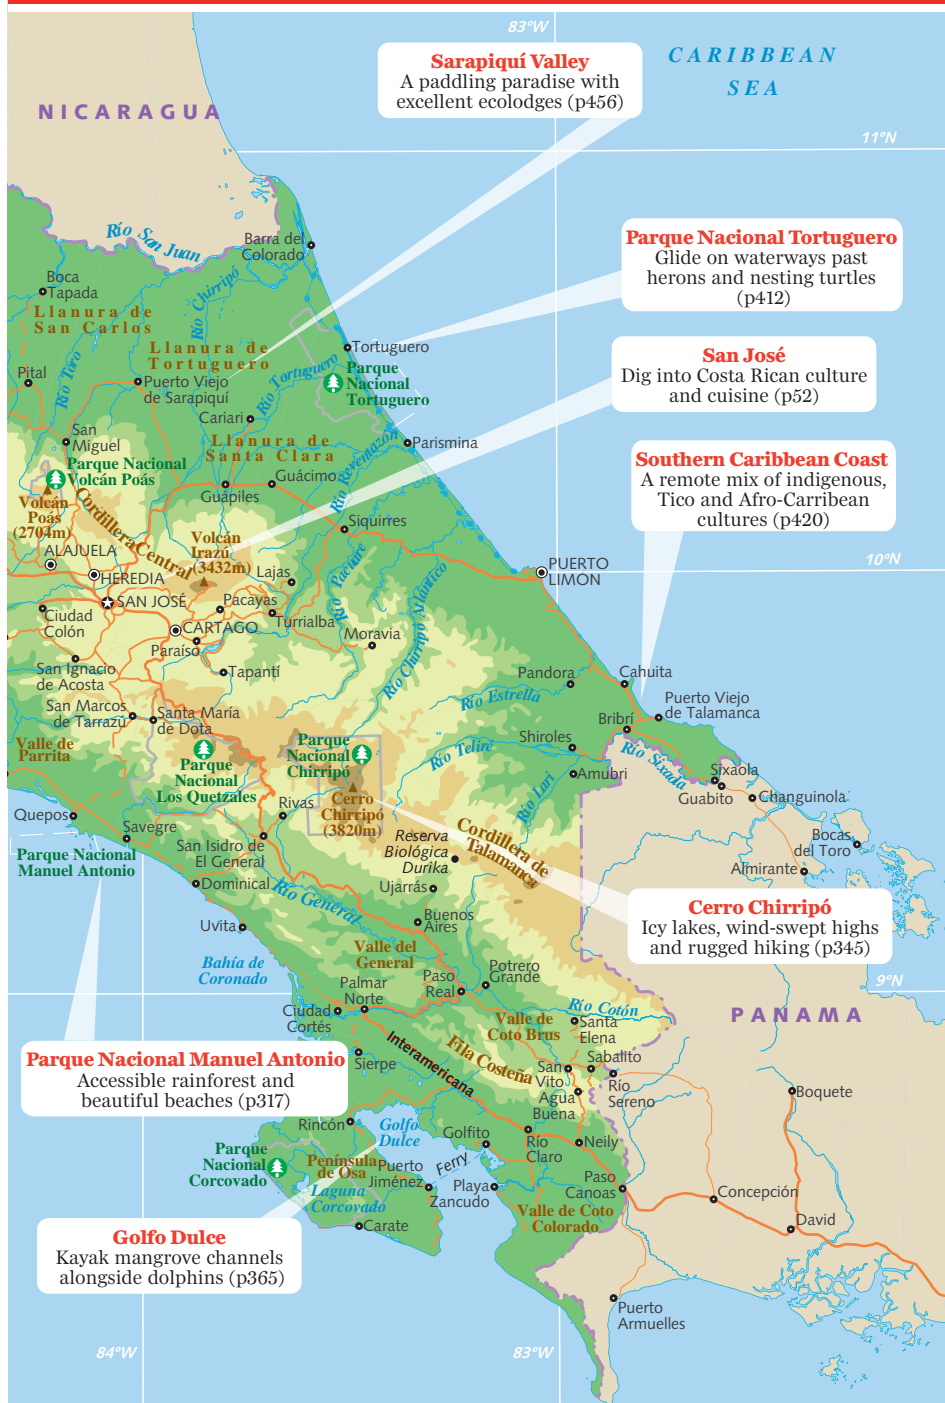 83ºW
Sarapiquí Valley
A paddling paradise with
excellent ecolodges (p456)
CARIBBEAN
SEA
NICARAGUA
11ºN
Río San Juan
Barra del
Colorado
Parque Nacional Tortuguero
Glide on waterways past
herons and nesting turtles
(p412)
Boca
Tapada
Río Chirripó
Llanura de
San Carlos
Llanura de
Tortuguero
Tortuguero
San José
Dig into Costa Rican culture
and cuisine (p52)
Pital
Río Toro
Puerto Viejo
de Sarapiquí
Río Tortuguero
Parque
Nacional
Tortuguero
Cariari
San
Miguel
Llanura de
Santa Clara
Río Reventazón
Parismina
Southern Caribbean Coast
A remote mix of indigenous,
Tico and Afro-Carribean
cultures (p420)
Parque Nacional
Volcán Poás
Guácimo
Guápiles
Volcán
Poás
(2704m)
Cordillera Central
Siquirres
Volcán
Irazú
(3432m)
ALAJUELA
HEREDIA
Lajas
Río Pacuare
PUERTO
LIMÓN
10ºN
SAN JOSÉ
Pacayas
Turrialba
Ciudad
Colón
CARTAGO
Paraíso
Moravia
Río Chirripó Atlántico
San Ignacio
de Acosta
Tapantí
Pandora
Cahuita
Río Estrella
San Marcos
de Tarrazú
Santa María
de Dota
Puerto Viejo
de Talamanca
Bribrí
Valle de
Parrita
Parque
Nacional
Los Quetzales
Parque
Nacional
Chirripó
Río Telire
Shiroles
Río Sixaola
Amubri
Río Lari
Sixaola
Guabito
Changuinola
Quepos
Savegre
Rivas
Cerro
Chirripó
(3820m)
Cordillera de
Talamanca
Bocas
del Toro
Parque Nacional
Manuel Antonio
San Isidro de
El General
Reserva
Biológica
Durika
Almirante
Dominical
Ujarrás
Río General
Cerro Chirripó
Icy lakes, wind-swept highs
and rugged hiking (p345)
Uvita
Buenos
Aires
Valle del
General
Bahía de
Coronado
Paso
Real
Potrero
Grande
9ºN
Palmar
Norte
Ciudad
Cortés
Río Cotón
Valle de
Coto Brus
Santa
Elena
PANAMA
Parque Nacional Manuel Antonio
Accessible rainforest and
beautiful beaches (p317)
Interamericana
Fila Costeña
Sierpe
San
Vito
Sabalito
Río
Sereno
Agua
Buena
Boquete
Rincón
Golfo
Dulce
Golfito
Río
Claro
Neily
Parque
Nacional
Corcovado
Península
de Osa
Puerto
Jiménez
Ferry
Playa
Zancudo
Paso
Canoas
Laguna
Corcovado
Valle de Coto
Colorado
Concepción
Carate
David
Golfo Dulce
Kayak mangrove channels
alongside dolphins (p365)
Puerto
Armuelles
84ºW
83ºW